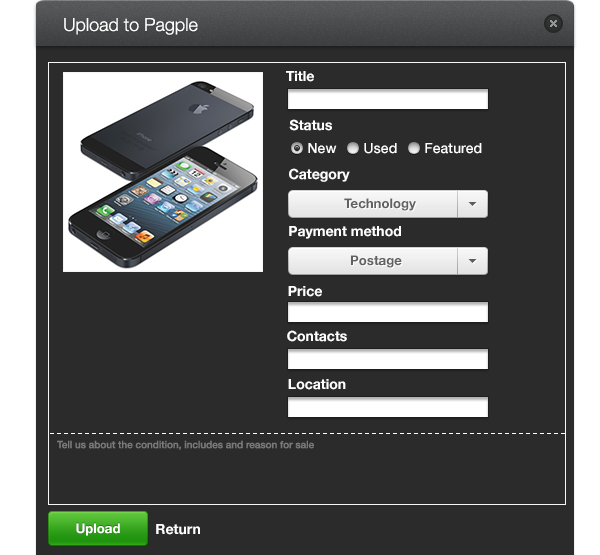 Upload to Pagple
Title
Status
New
Used
Featured
Category
Technology
Payment method
Postage
Price
Contacts
Location
Tell us about the condition, includes and reason for sale
Upload
Return